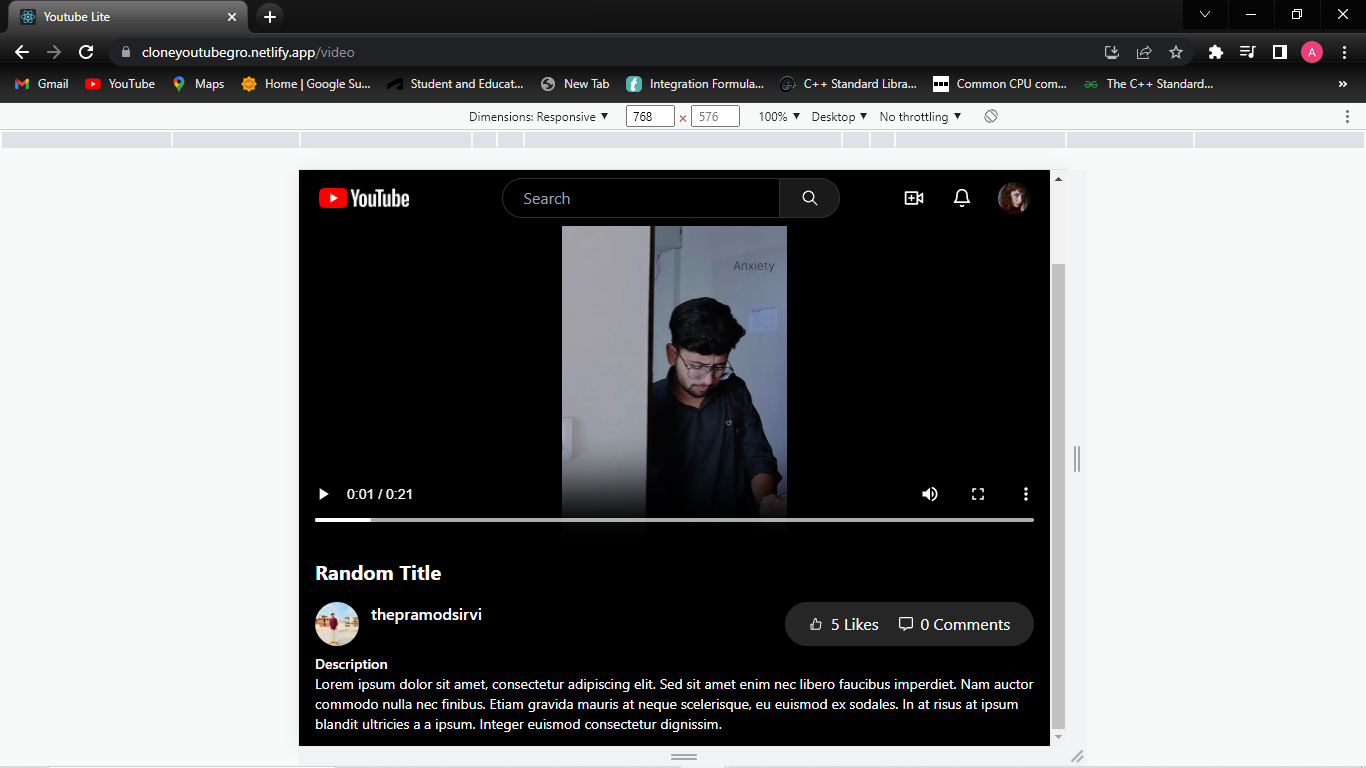 Youtube Lite
cloneyoutubegro.netlify.app/video
A
Gmail YouTube Maps Home | Google Su... Student and Educat... New Tab Integration Formula... C++ Standard Libra... Common CPU com... The C++ Standard... »
Dimensions: Responsive ▼ 768 × 576 100% ▼ Desktop ▼ No throttling ▼
YouTube Search
Anxiety
0:01 / 0:21
Random Title
thepramodsirvi
5 Likes 0 Comments
Description
Lorem ipsum dolor sit amet, consectetur adipiscing elit. Sed sit amet enim nec libero faucibus imperdiet. Nam auctor
commodo nulla nec finibus. Etiam gravida mauris at neque scelerisque, eu euismod ex sodales. In at risus at ipsum
blandit ultricies a a ipsum. Integer euismod consectetur dignissim.